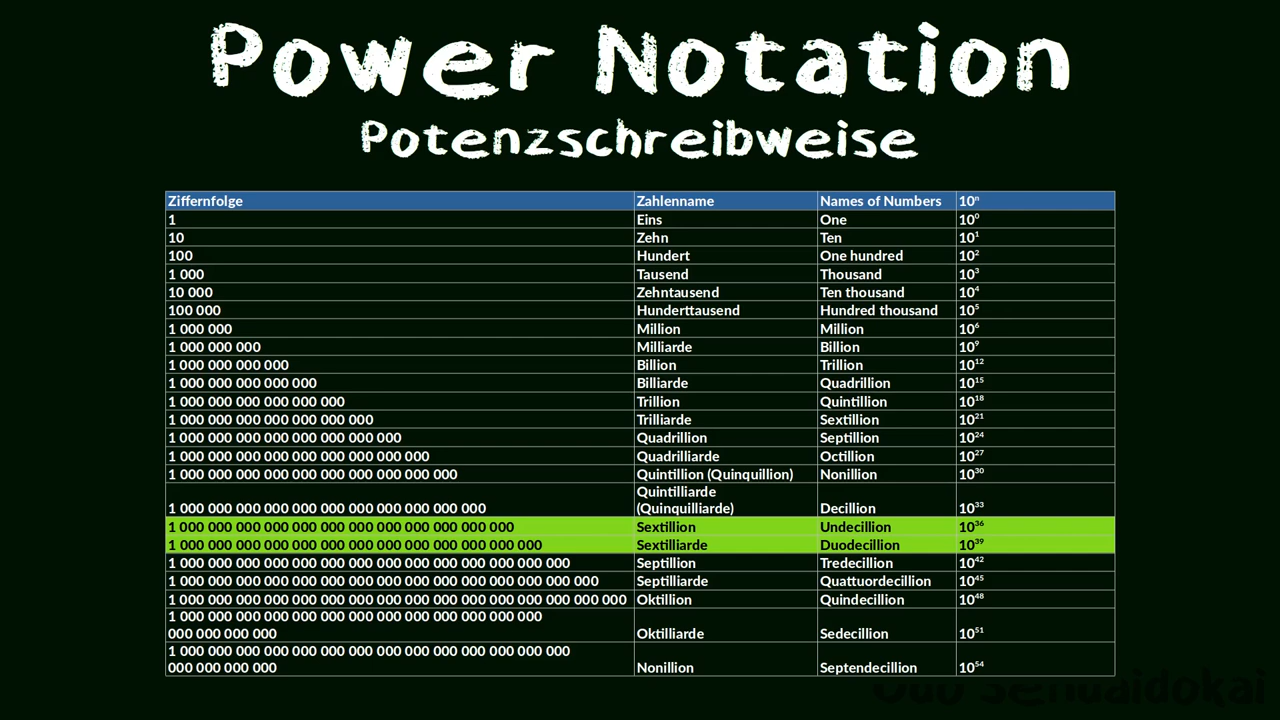 Power Notation
Potenzschreibweise
Ziffernfolge Zahlenname Names of Numbers 10ⁿ
1 Eins One 10⁰
10 Zehn Ten 10¹
100 Hundert One hundred 10²
1 000 Tausend Thousand 10³
10 000 Zehntausend Ten thousand 10⁴
100 000 Hunderttausend Hundred thousand 10⁵
1 000 000 Million Million 10⁶
1 000 000 000 Milliarde Billion 10⁹
1 000 000 000 000 Billion Trillion 10¹²
1 000 000 000 000 000 Billiarde Quadrillion 10¹⁵
1 000 000 000 000 000 000 Trillion Quintillion 10¹⁸
1 000 000 000 000 000 000 000 Trilliarde Sextillion 10²¹
1 000 000 000 000 000 000 000 000 Quadrillion Septillion 10²⁴
1 000 000 000 000 000 000 000 000 000 Quadrilliarde Octillion 10²⁷
1 000 000 000 000 000 000 000 000 000 000 Quintillion (Quinquillion) Nonillion 10³⁰
Quintilliarde
1 000 000 000 000 000 000 000 000 000 000 000 (Quinquilliarde) Decillion 10³³
1 000 000 000 000 000 000 000 000 000 000 000 000 Sextillion Undecillion 10³⁶
1 000 000 000 000 000 000 000 000 000 000 000 000 000 Sextilliarde Duodecillion 10³⁹
1 000 000 000 000 000 000 000 000 000 000 000 000 000 000 Septillion Tredecillion 10⁴²
1 000 000 000 000 000 000 000 000 000 000 000 000 000 000 000 Septilliarde Quattuordecillion 10⁴⁵
1 000 000 000 000 000 000 000 000 000 000 000 000 000 000 000 000 Oktillion Quindecillion 10⁴⁸
1 000 000 000 000 000 000 000 000 000 000 000 000 000
000 000 000 000 Oktilliarde Sedecillion 10⁵¹
1 000 000 000 000 000 000 000 000 000 000 000 000 000 000
000 000 000 000 Nonillion Septendecillion 10⁵⁴